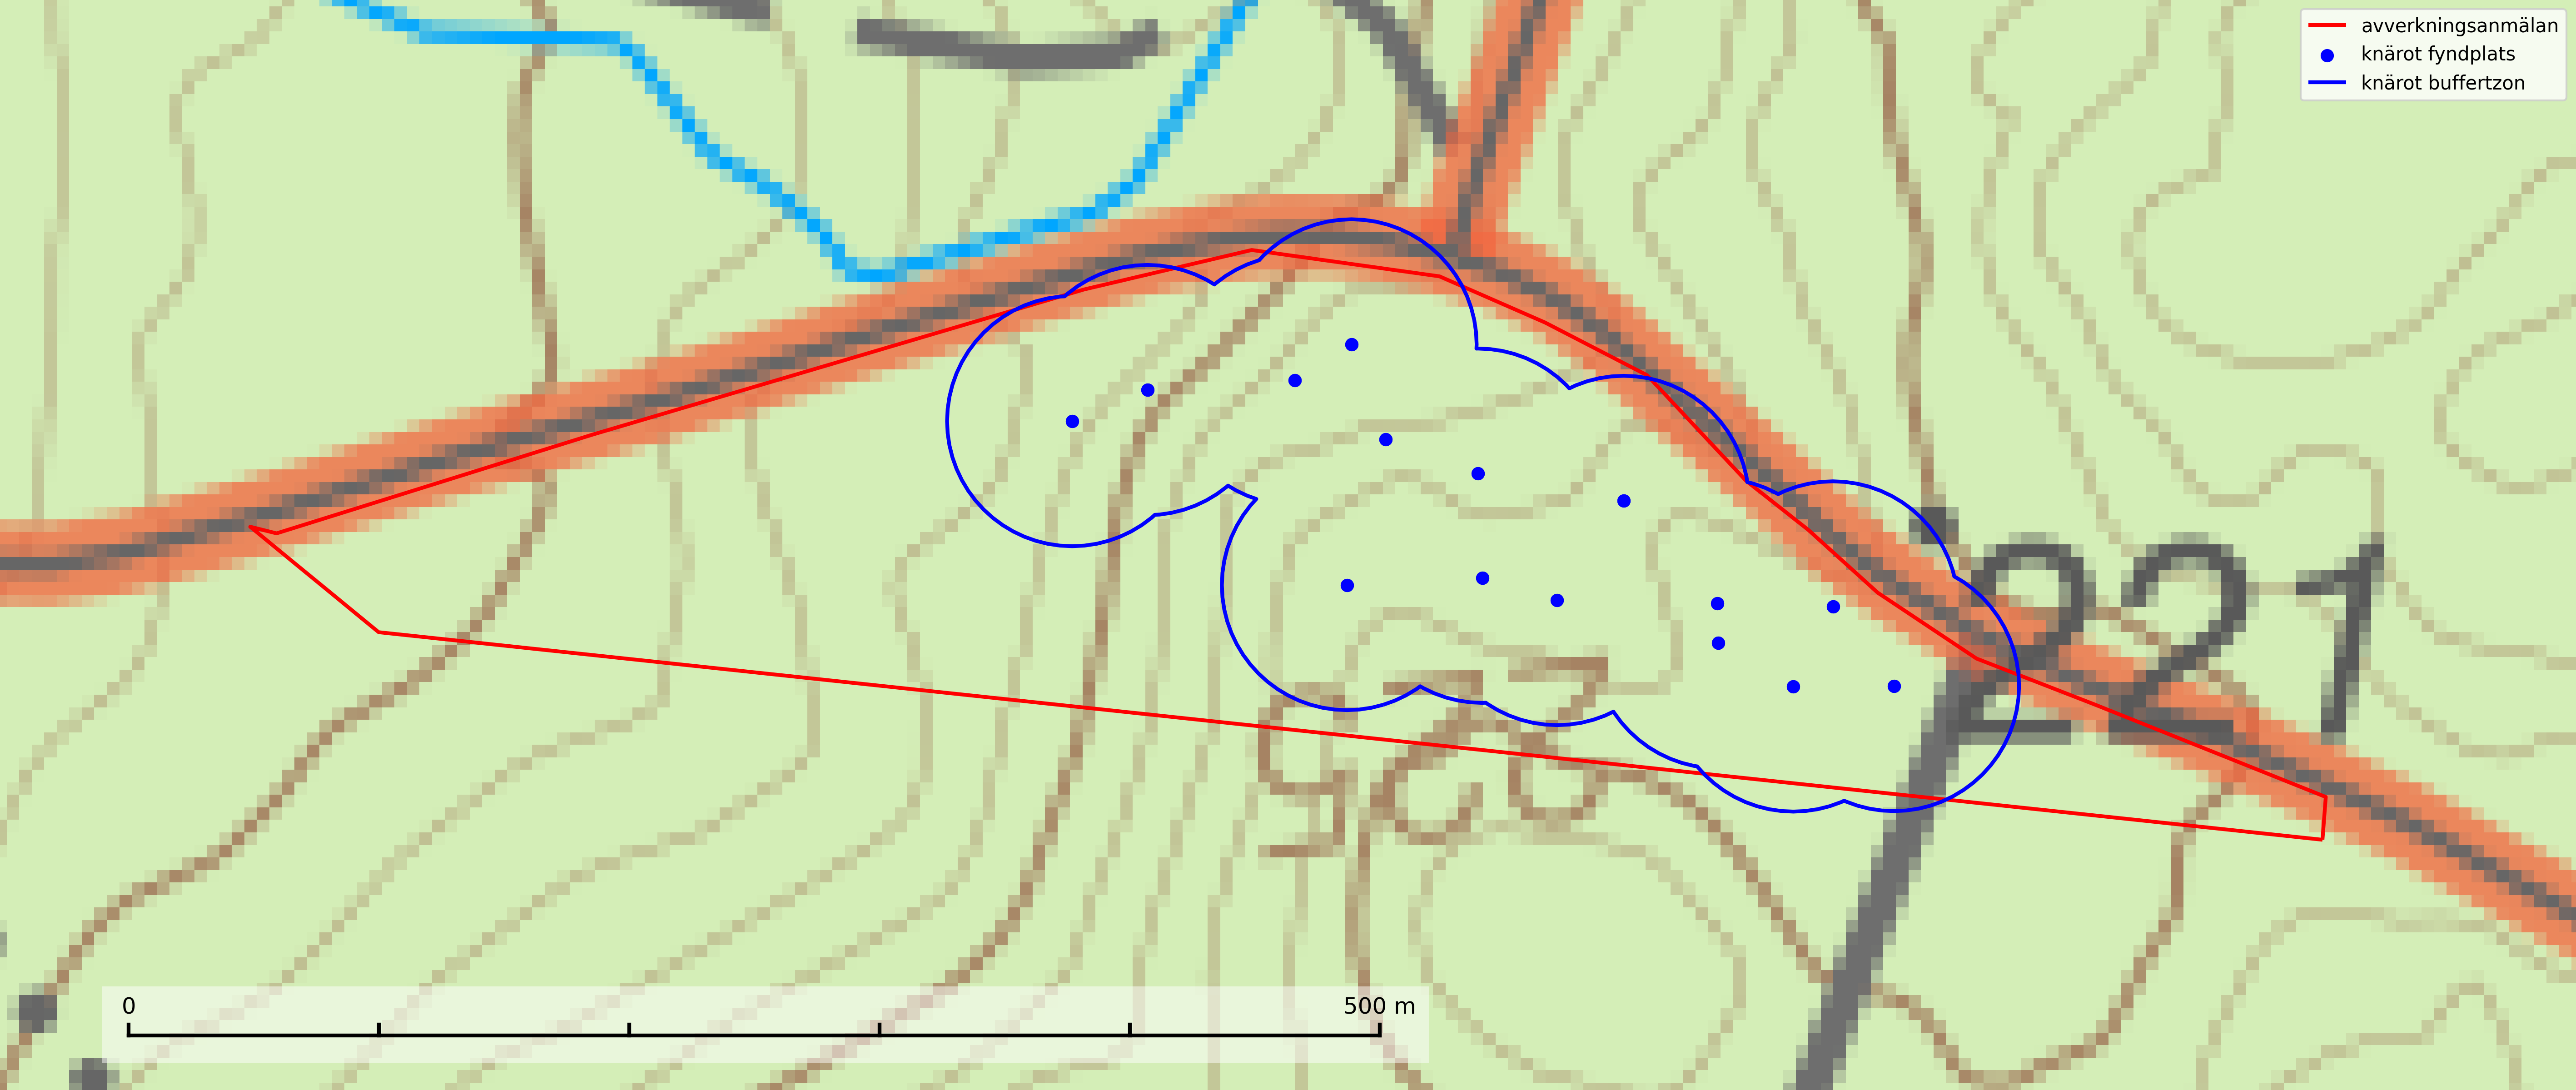 avverkningsanmälan
knärot fyndplats
knärot buffertzon
221
0 500 m